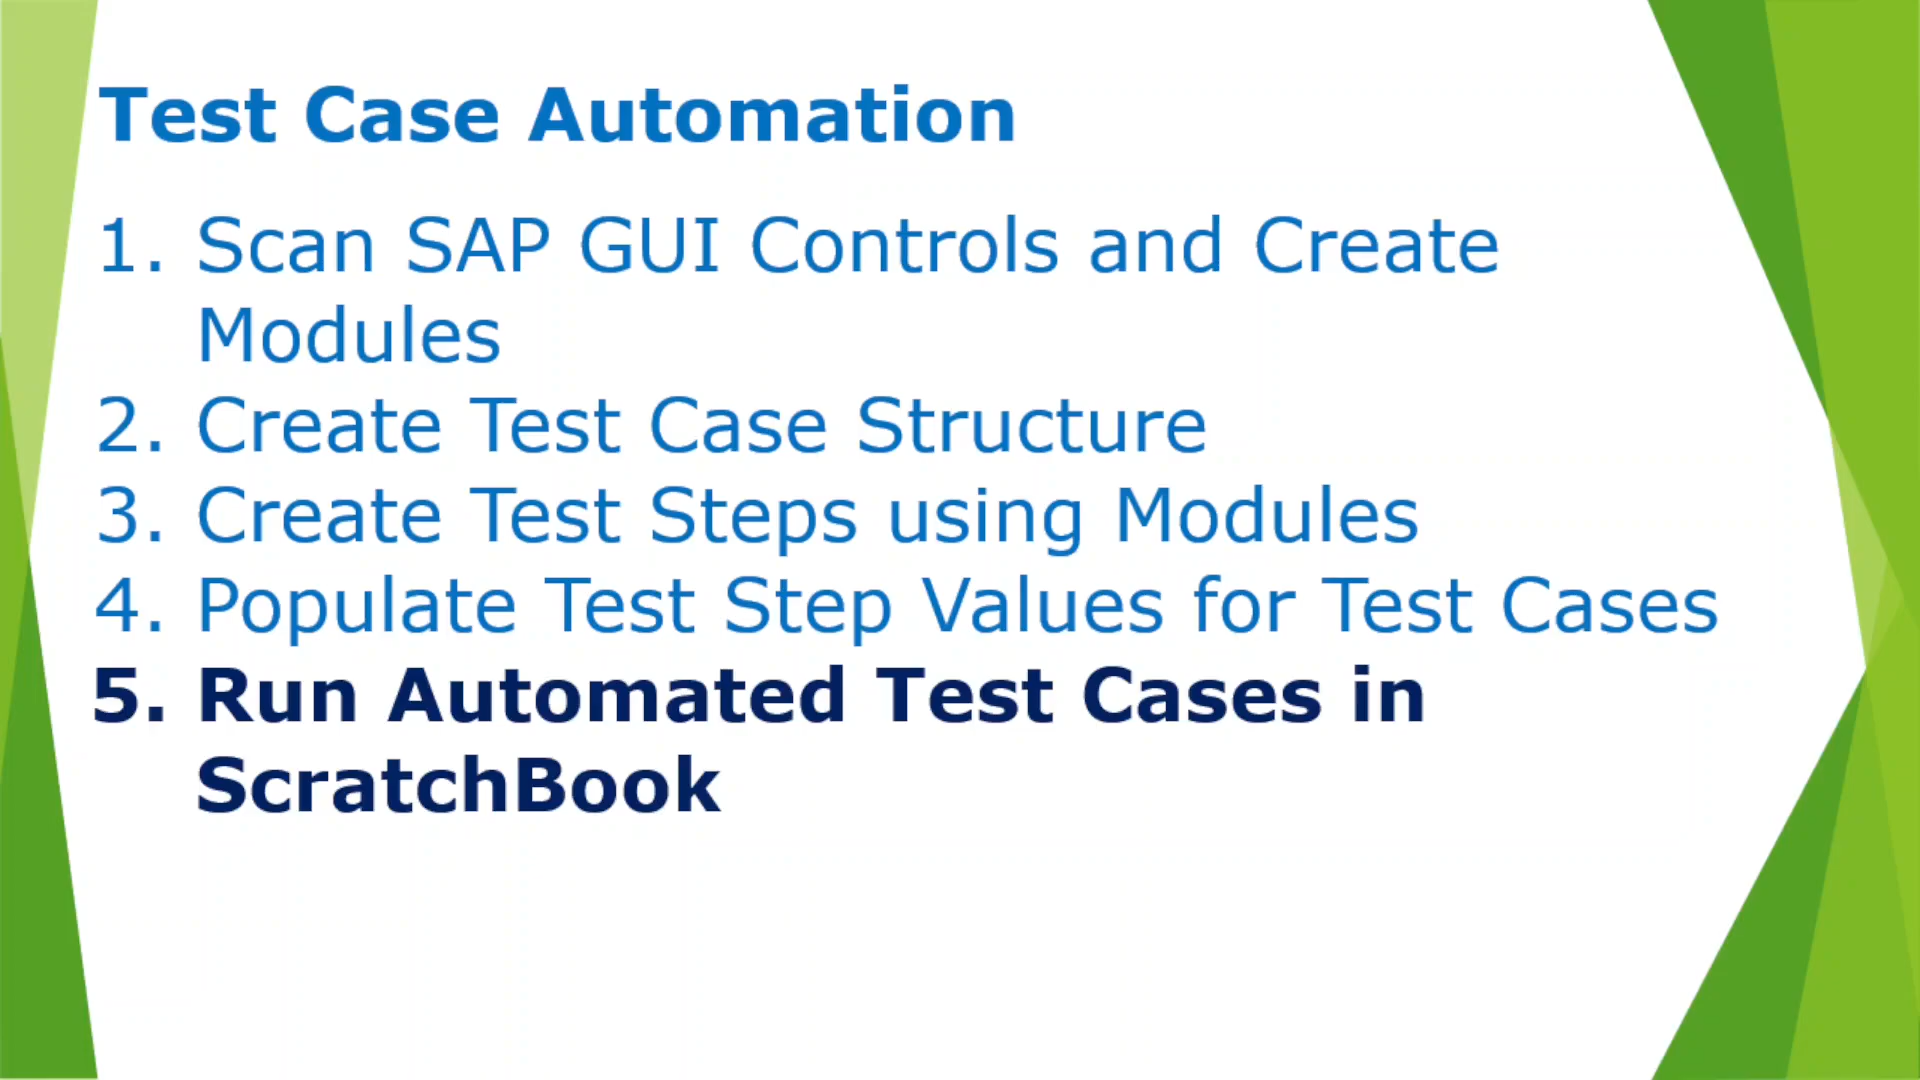 Test Case Automation
1. Scan SAP GUI Controls and Create
Modules
2. Create Test Case Structure
3. Create Test Steps using Modules
4. Populate Test Step Values for Test Cases
5. Run Automated Test Cases in
ScratchBook